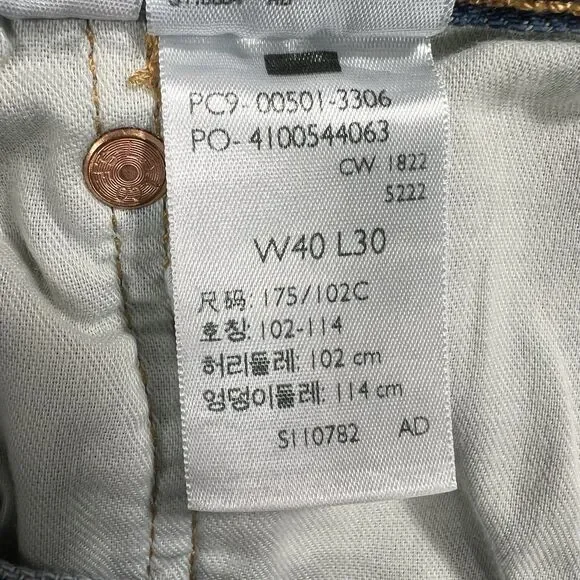 PC9-00501-3306
PO-4100544063
CW 1822
5222
W40 L30
尺码: 175/102C
호칭: 102-114
허리둘레: 102 cm
엉덩이둘레: 114 cm
S110782 AD